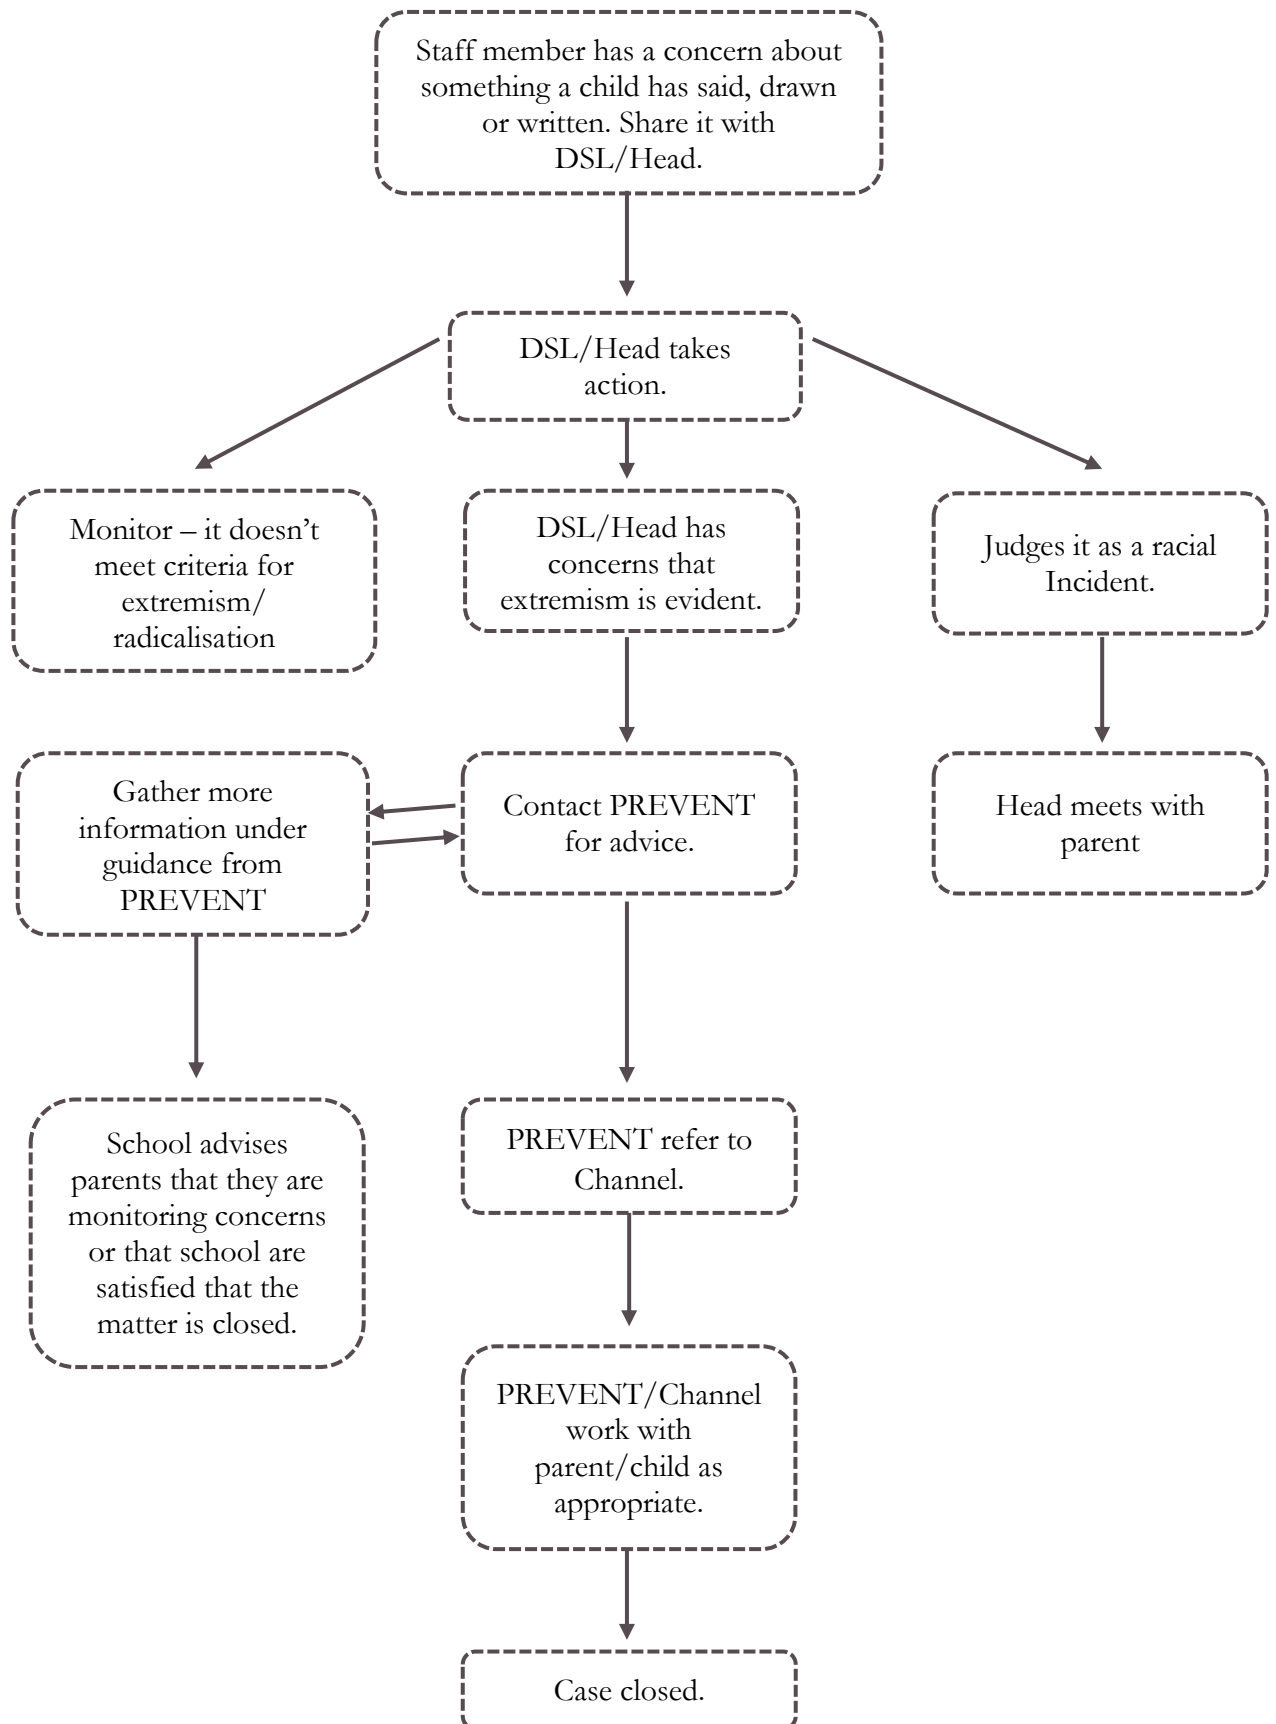 Staff member has a concern about
something a child has said, drawn
or written. Share it with
DSL/Head.
DSL/Head takes
action.
Monitor – it doesn’t
meet criteria for
extremism/
radicalisation
DSL/Head has
concerns that
extremism is evident.
Judges it as a racial
Incident.
Gather more
information under
guidance from
PREVENT
Contact PREVENT
for advice.
Head meets with
parent
School advises
parents that they are
monitoring concerns
or that school are
satisfied that the
matter is closed.
PREVENT refer to
Channel.
PREVENT/Channel
work with
parent/child as
appropriate.
Case closed.